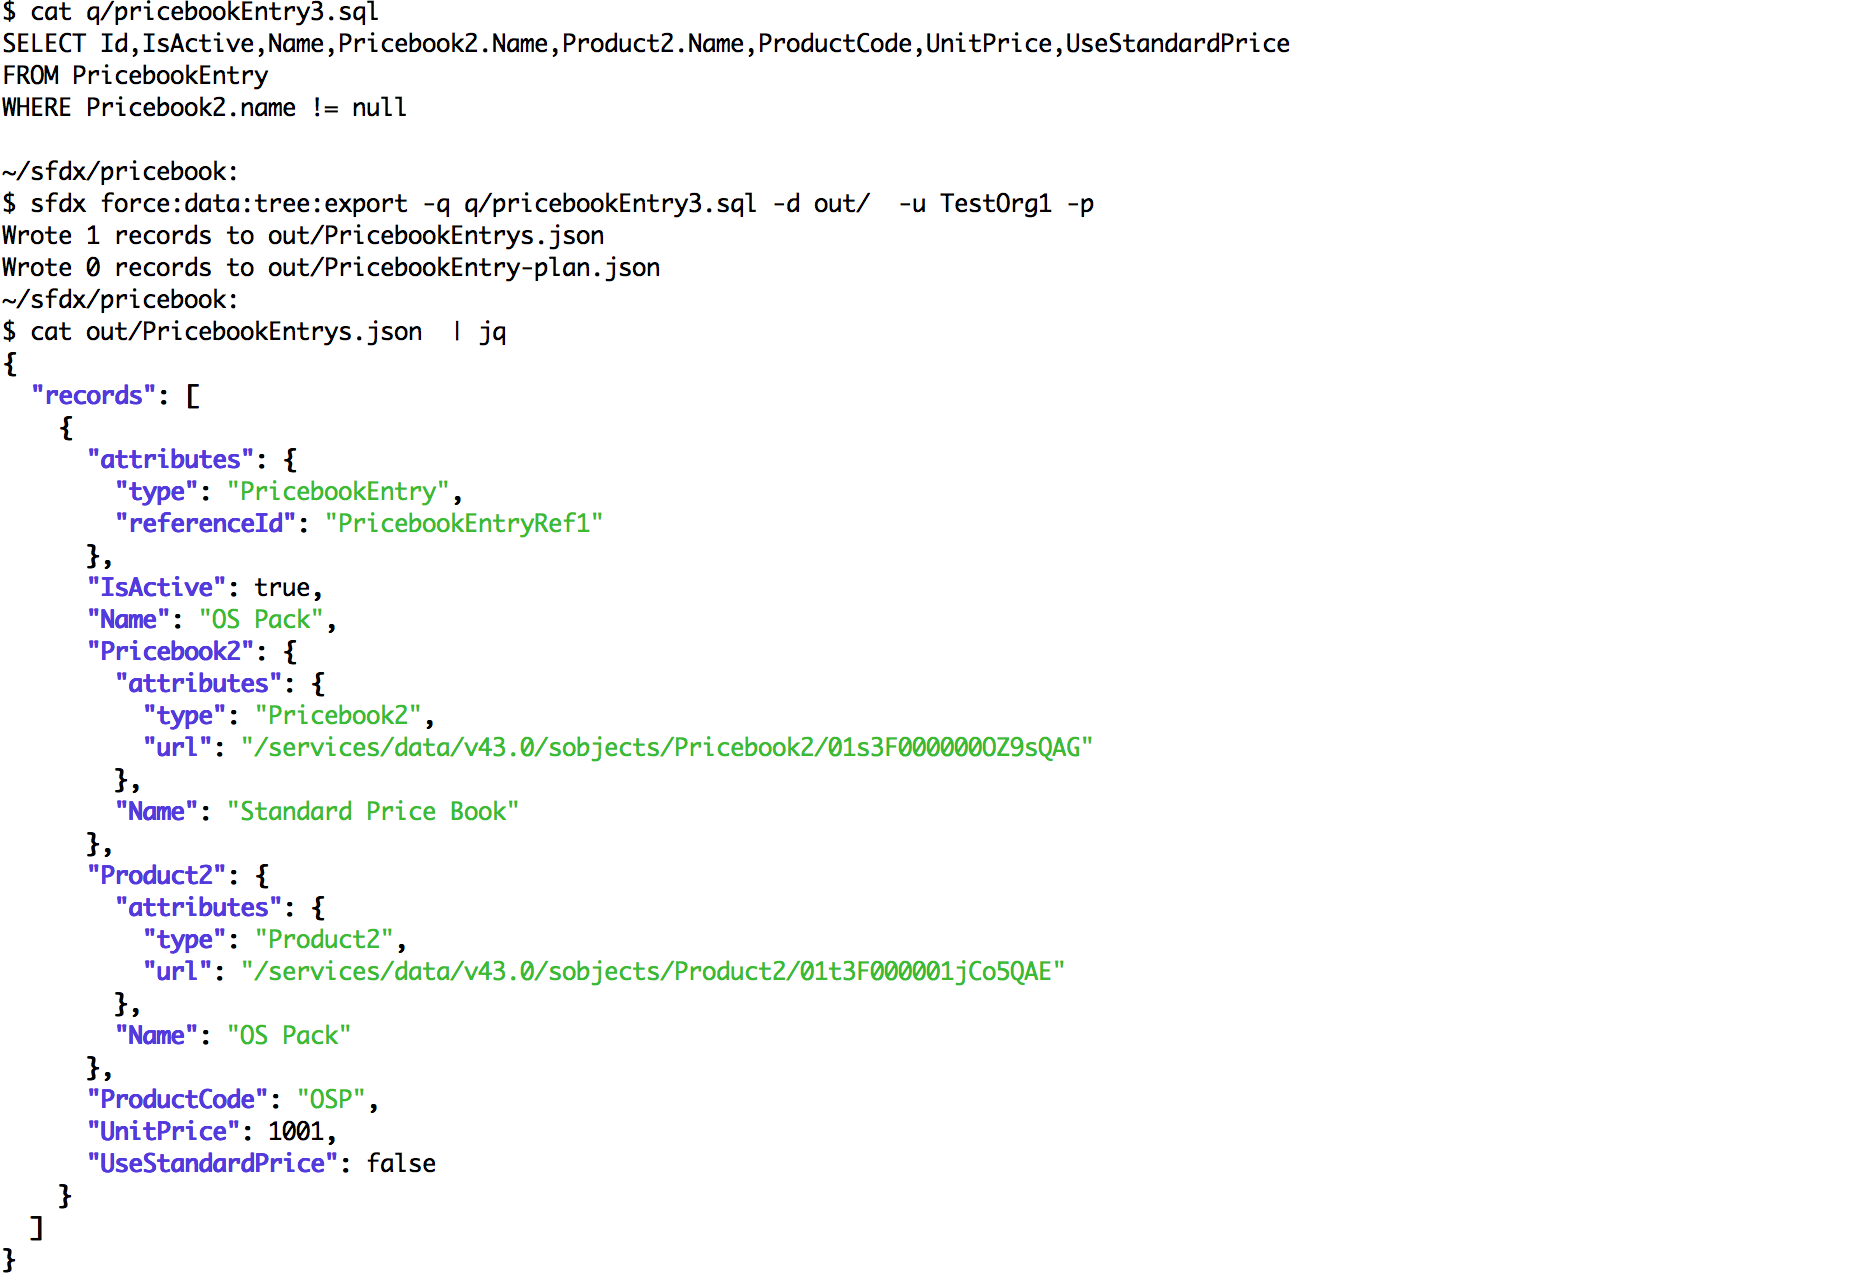 $ cat q/pricebookEntry3.sql
SELECT Id,IsActive,Name,Pricebook2.Name,Product2.Name,ProductCode,UnitPrice,UseStandardPrice
FROM PricebookEntry
WHERE Pricebook2.name != null

~/sfdx/pricebook:
$ sfdx force:data:tree:export -q q/pricebookEntry3.sql -d out/  -u TestOrg1 -p
Wrote 1 records to out/PricebookEntrys.json
Wrote 0 records to out/PricebookEntry-plan.json
~/sfdx/pricebook:
$ cat out/PricebookEntrys.json  | jq
{
  "records": [
    {
      "attributes": {
        "type": "PricebookEntry",
        "referenceId": "PricebookEntryRef1"
      },
      "IsActive": true,
      "Name": "OS Pack",
      "Pricebook2": {
        "attributes": {
          "type": "Pricebook2",
          "url": "/services/data/v43.0/sobjects/Pricebook2/01s3F000000OZ9sQAG"
        },
        "Name": "Standard Price Book"
      },
      "Product2": {
        "attributes": {
          "type": "Product2",
          "url": "/services/data/v43.0/sobjects/Product2/01t3F000001jCo5QAE"
        },
        "Name": "OS Pack"
      },
      "ProductCode": "OSP",
      "UnitPrice": 1001,
      "UseStandardPrice": false
    }
  ]
}